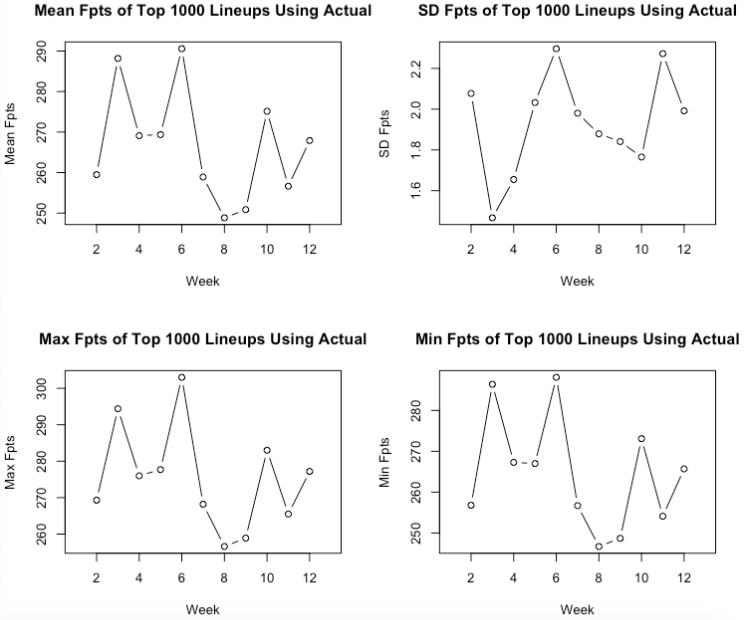 Mean Fpts of Top 1000 Lineups Using Actual
290
280
270
260
250
Mean Fpts
2 4 6 8 10 12
Week
SD Fpts of Top 1000 Lineups Using Actual
2.2
2.0
1.8
1.6
SD Fpts
2 4 6 8 10 12
Week
Max Fpts of Top 1000 Lineups Using Actual
300
290
280
270
260
Max Fpts
2 4 6 8 10 12
Week
Min Fpts of Top 1000 Lineups Using Actual
280
270
260
250
Min Fpts
2 4 6 8 10 12
Week